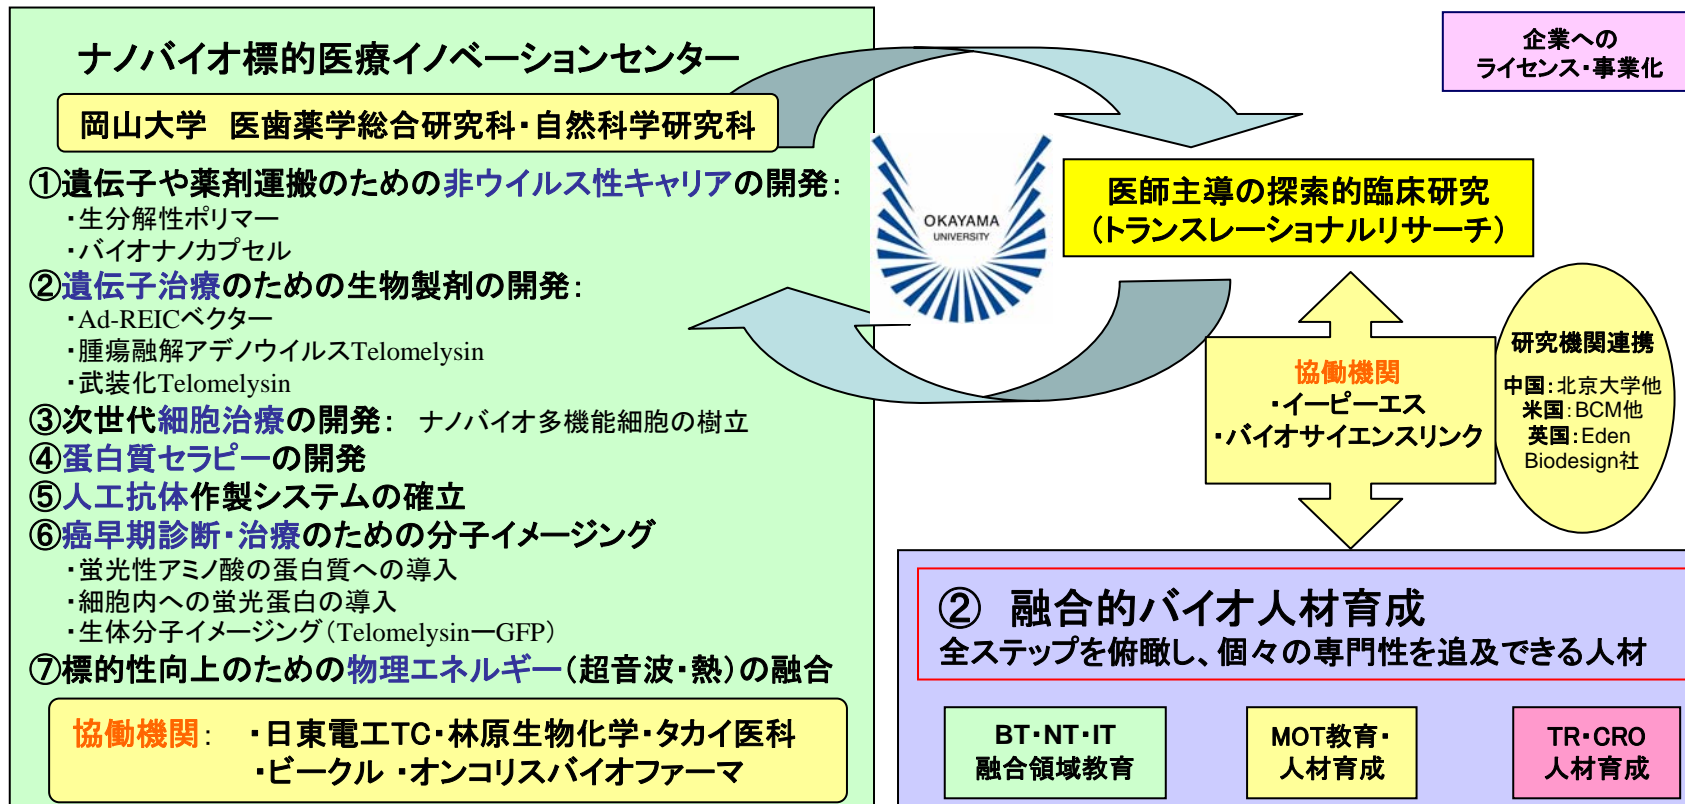 ナノバイオ標的医療イノベーションセンター
岡山大学 医歯薬学総合研究科・自然科学研究科
①遺伝子や薬剤運搬のための非ウイルス性キャリアの開発：
・生分解性ポリマー
・バイオナノカプセル
②遺伝子治療のための生物製剤の開発：
・Ad-REICベクター
・腫瘍融解アデノウイルスTelomelysin
・武装化Telomelysin
③次世代細胞治療の開発： ナノバイオ多機能細胞の樹立
④蛋白質セラピーの開発
⑤人工抗体作製システムの確立
⑥癌早期診断・治療のための分子イメージング
・蛍光性アミノ酸の蛋白質への導入
・細胞内への蛍光蛋白の導入
・生体分子イメージング（TelomelysinーGFP）
⑦標的性向上のための物理エネルギー（超音波・熱）の融合
協働機関： ・日東電工TC・林原生物化学・タカイ医科
・ビークル ・オンコリスバイオファーマ
OKAYAMA
UNIVERSITY
企業への
ライセンス・事業化
医師主導の探索的臨床研究
（トランスレーショナルリサーチ）
協働機関
・イーピーエス
・バイオサイエンスリンク
研究機関連携
中国：北京大学他
米国：BCM他
英国：Eden
Biodesign社
② 融合的バイオ人材育成
全ステップを俯瞰し、個々の専門性を追及できる人材
BT・NT・IT
融合領域教育
MOT教育・
人材育成
TR・CRO
人材育成